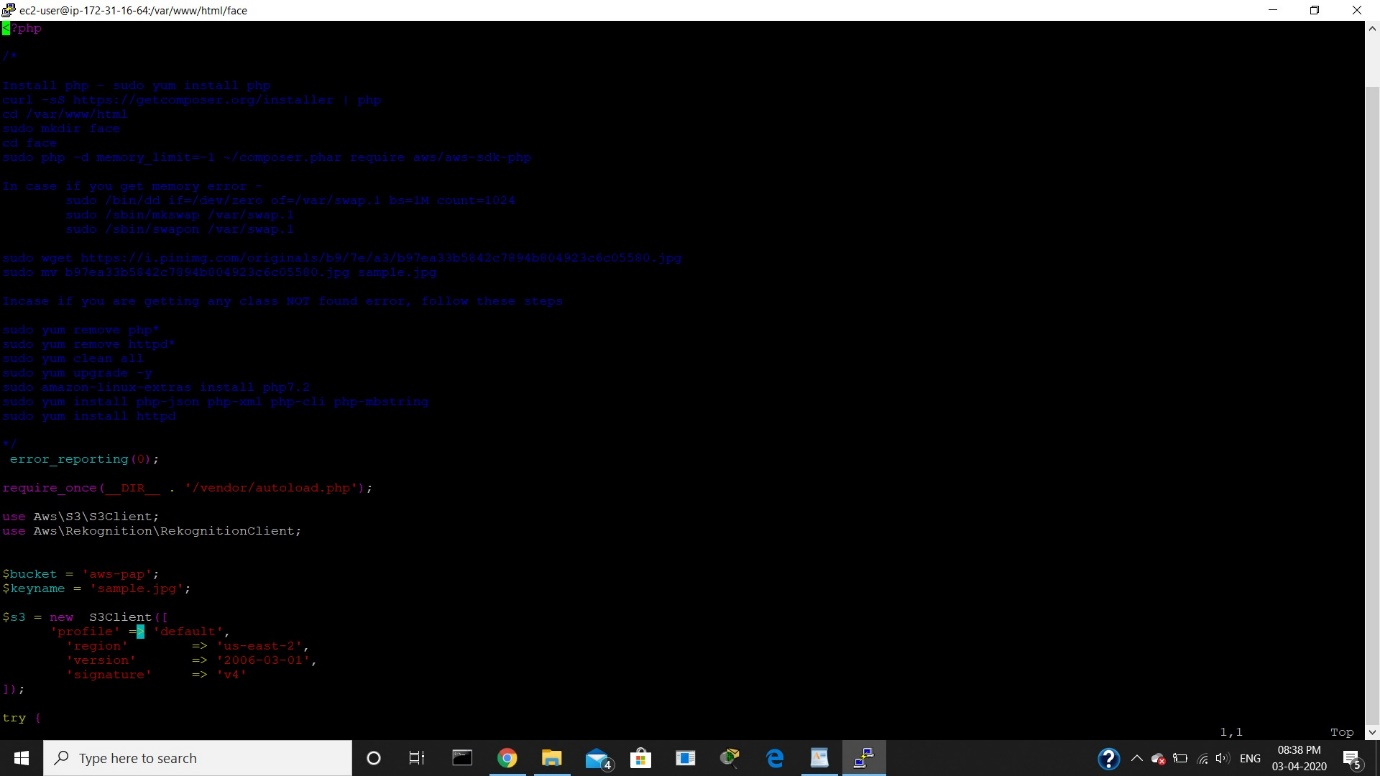 ec2-user@ip-172-31-16-64:/var/www/html/face
<?php
/*
Install php - sudo yum install php
curl -sS https://getcomposer.org/installer | php
cd /var/www/html
sudo mkdir face
cd face
sudo php -d memory_limit=-1 ~/composer.phar require aws/aws-sdk-php
In case if you get memory error -
sudo /bin/dd if=/dev/zero of=/var/swap.1 bs=1M count=1024
sudo /sbin/mkswap /var/swap.1
sudo /sbin/swapon /var/swap.1
sudo wget https://i.pinimg.com/originals/b9/7e/a3/b97ea33b5842c7094b004923c6c05580.jpg
sudo mv b97ea33b5842c7094b004923c6c05580.jpg sample.jpg
Incase if you are getting any class NOT found error, follow these steps
sudo yum remove php*
sudo yum remove httpd*
sudo yum clean all
sudo yum upgrade -y
sudo amazon-linux-extras install php7.2
sudo yum install php-json php-xml php-cli php-mbstring
sudo yum install httpd
*/
error_reporting(0);
require_once(__DIR__ . '/vendor/autoload.php');
use Aws\S3\S3Client;
use Aws\Rekognition\RekognitionClient;
$bucket = 'aws-pap';
$keyname = 'sample.jpg';
$s3 = new  S3Client([
'profile' => 'default',
'region' => 'us-east-2',
'version' => '2006-03-01',
'signature' => 'v4'
]);
try {
1,1 Top
Type here to search
4
ENG
08:38 PM
03-04-2020
5